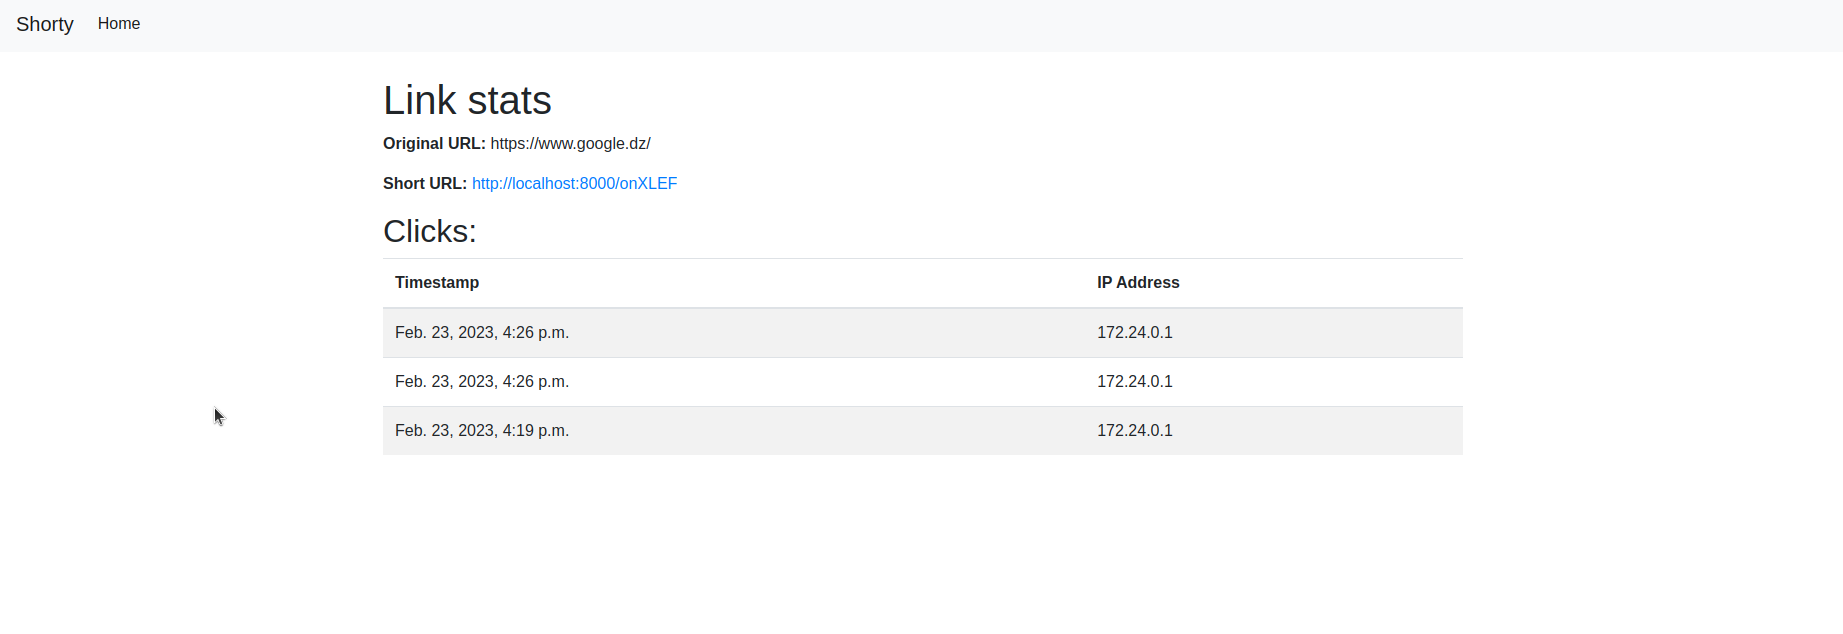 Shorty Home
Link stats
Original URL: https://www.google.dz/
Short URL: http://localhost:8000/onXLEF
Clicks:
Timestamp IP Address
Feb. 23, 2023, 4:26 p.m. 172.24.0.1
Feb. 23, 2023, 4:26 p.m. 172.24.0.1
Feb. 23, 2023, 4:19 p.m. 172.24.0.1